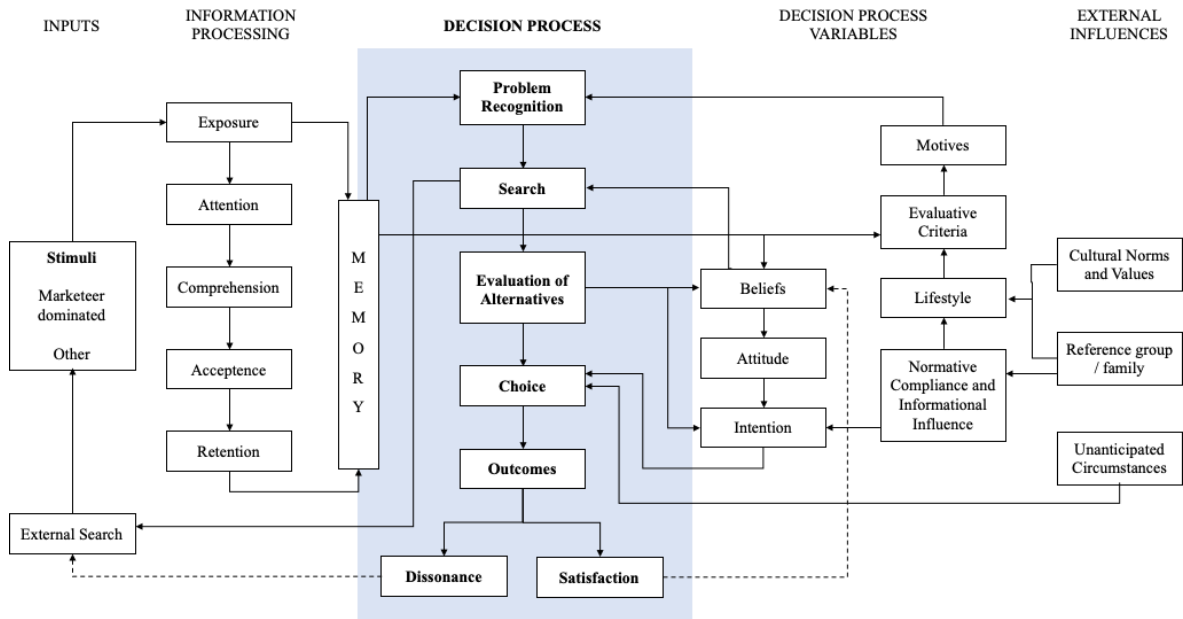 INPUTS
INFORMATION
PROCESSING
DECISION PROCESS
DECISION PROCESS
VARIABLES
EXTERNAL
INFLUENCES
Stimuli
Marketeer
dominated
Other
External Search
Exposure
Attention
Comprehension
Acceptence
Retention
M
E
M
O
R
Y
Problem
Recognition
Search
Evaluation of
Alternatives
Choice
Outcomes
Dissonance
Satisfaction
Beliefs
Attitude
Intention
Motives
Evaluative
Criteria
Lifestyle
Normative
Compliance and
Informational
Influence
Cultural Norms
and Values
Reference group
/ family
Unanticipated
Circumstances